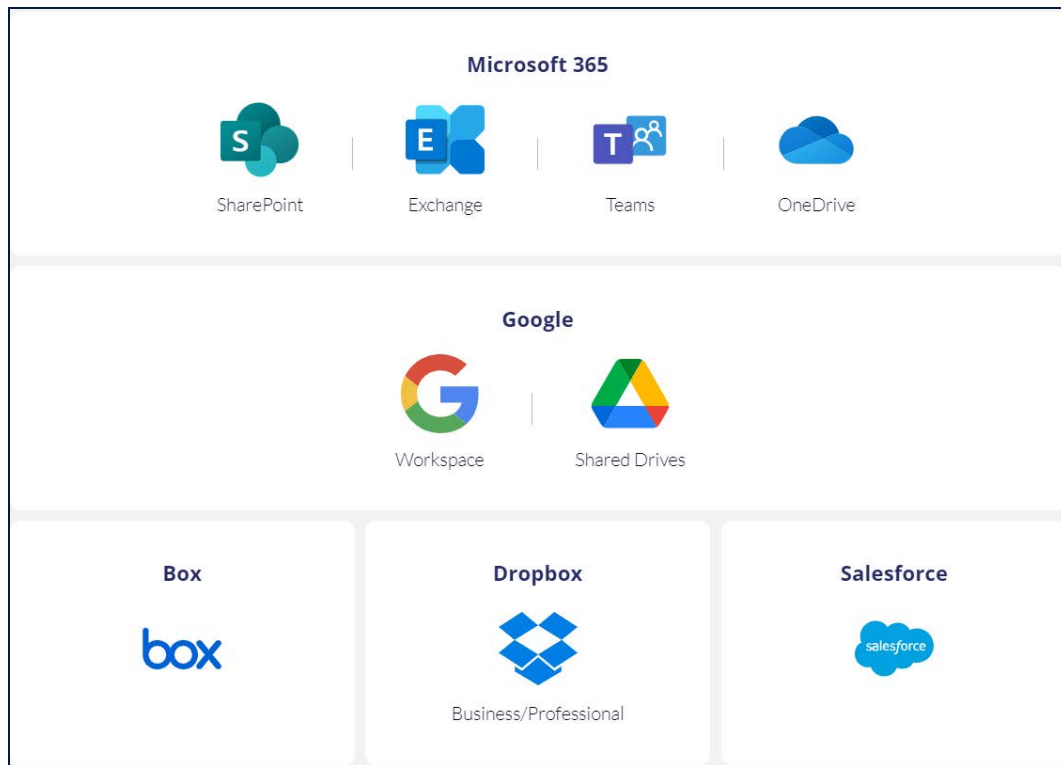 Microsoft 365
S
E
T
SharePoint
Exchange
Teams
OneDrive
Google
Workspace
Shared Drives
Box
Dropbox
Salesforce
box
salesforce
Business/Professional